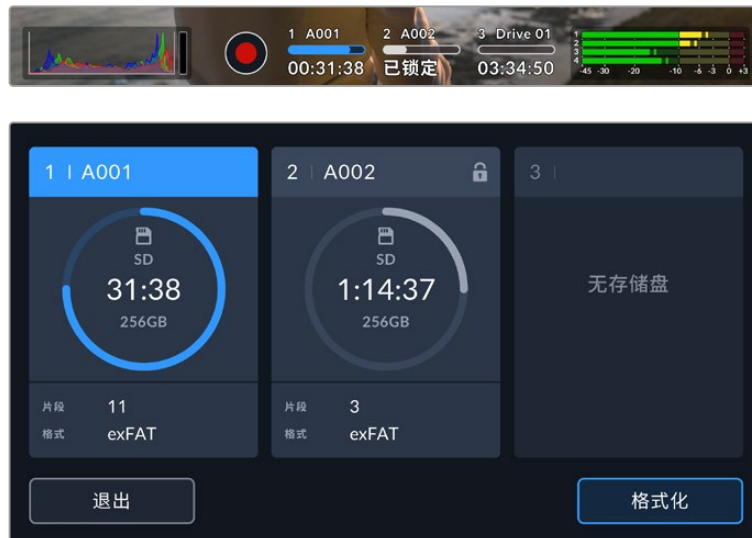 1 A001 2 A002 3 Drive 01
00:31:38 已锁定 03:34:50
1
2
3
4
-45 -30 -20 -10 -6 -3 0 +3
1 | A001
2 | A002
3 |
SD
31:38
256GB
SD
1:14:37
256GB
无存储盘
片段 11
格式 exFAT
片段 3
格式 exFAT
退出
格式化